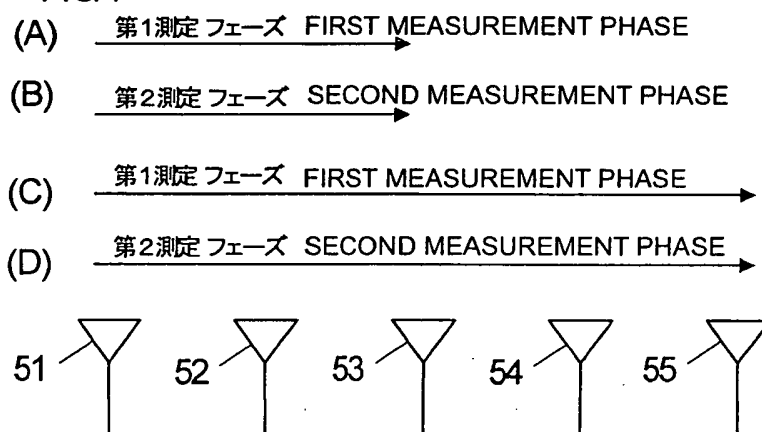 (A) 第1測定 フェーズ FIRST MEASUREMENT PHASE
(B) 第2測定 フェーズ SECOND MEASUREMENT PHASE
(C) 第1測定 フェーズ FIRST MEASUREMENT PHASE
(D) 第2測定 フェーズ SECOND MEASUREMENT PHASE
51 52 53 54 55